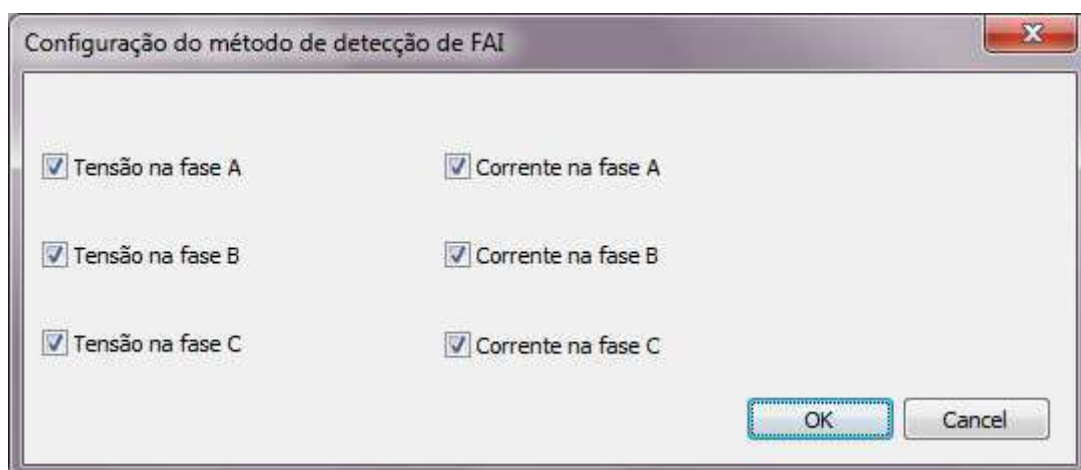 Configuração do método de detecção de FAI
Tensão na fase A
Corrente na fase A
Tensão na fase B
Corrente na fase B
Tensão na fase C
Corrente na fase C
OK
Cancel